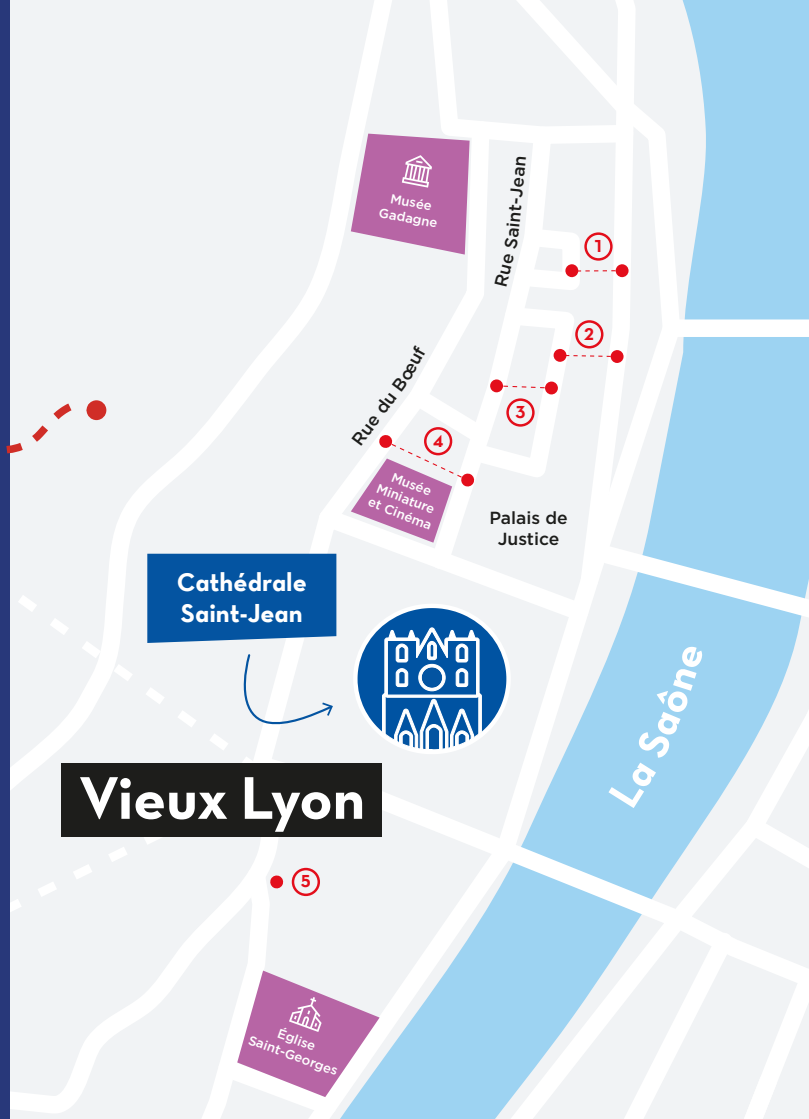 Musée
Gadagne
Rue Saint-Jean
1
2
Rue du Bœuf
3
4
Musée
Miniature
et Cinéma
Palais de
Justice
Cathédrale
Saint-Jean
La Saône
Vieux Lyon
5
Église
Saint-Georges